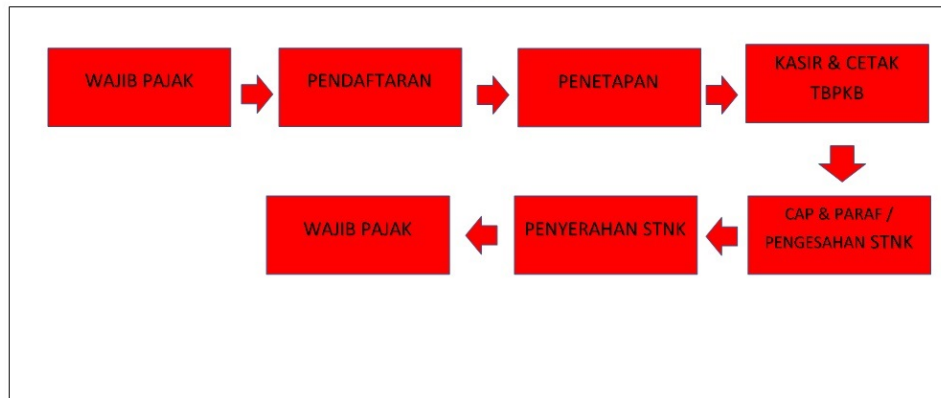 WAJIB PAJAK
PENDAFTARAN
PENETAPAN
KASIR & CETAK
TBPKB
CAP & PARAF /
PENGESAHAN STNK
PENYERAHAN STNK
WAJIB PAJAK